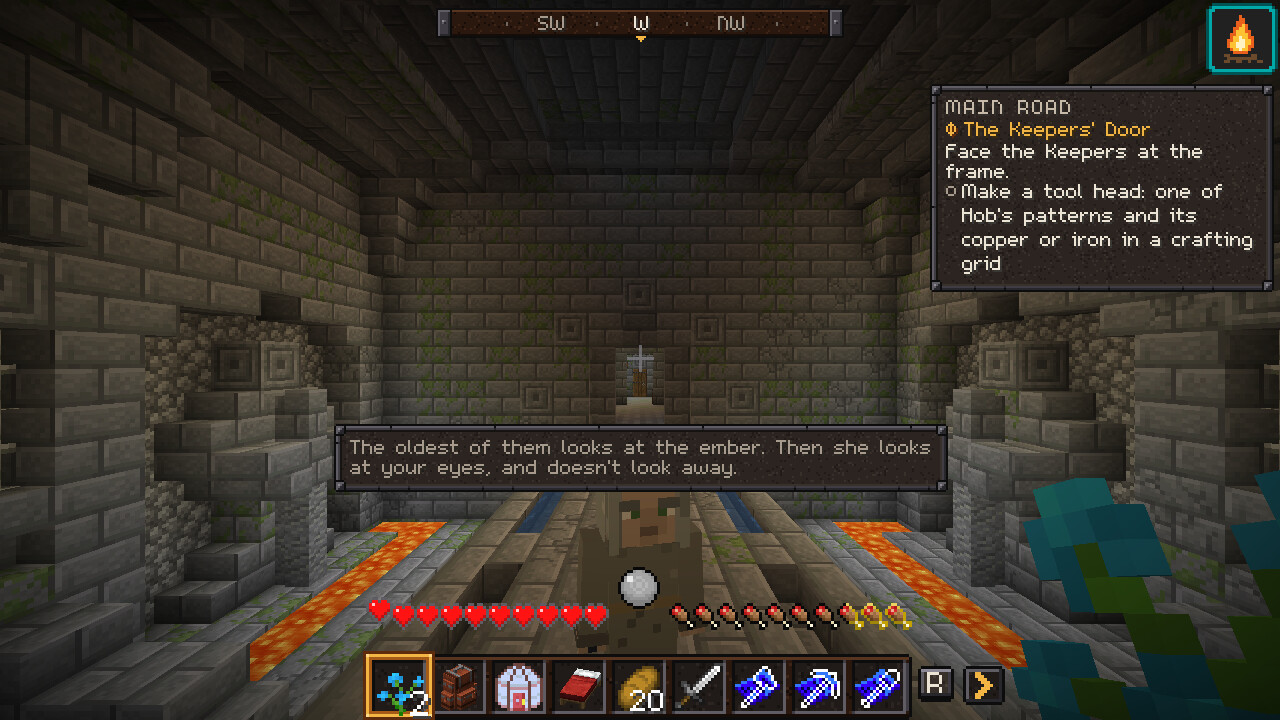 SW W NW
MAIN ROAD
The Keepers' Door
Face the Keepers at the
frame.
Make a tool head: one of
Hob's patterns and its
copper or iron in a crafting
grid
The oldest of them looks at the ember. Then she looks
at your eyes, and doesn't look away.
2 20 R